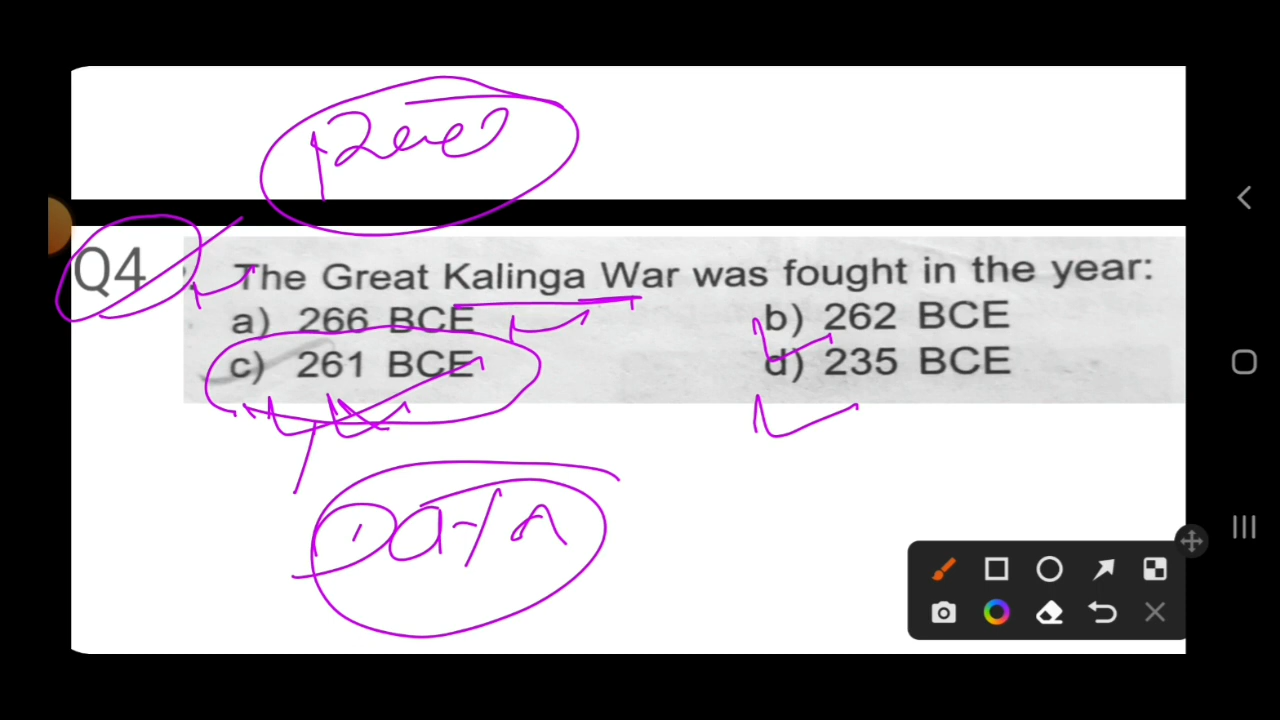 Q4
The Great Kalinga War was fought in the year:
a) 266 BCE b) 262 BCE
c) 261 BCE d) 235 BCE